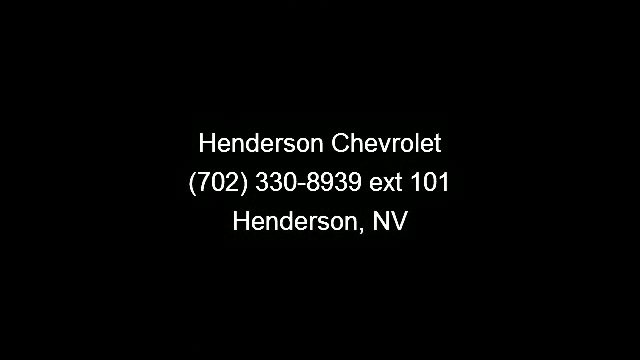 Henderson Chevrolet
(702) 330-8939 ext 101
Henderson, NV